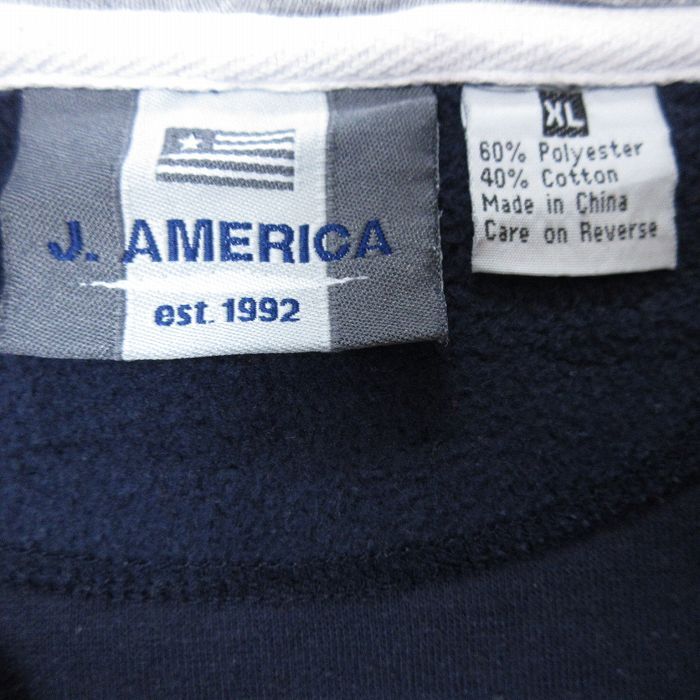 J. AMERICA
est. 1992
XL
60% Polyester
40% Cotton
Made in China
Care on Reverse